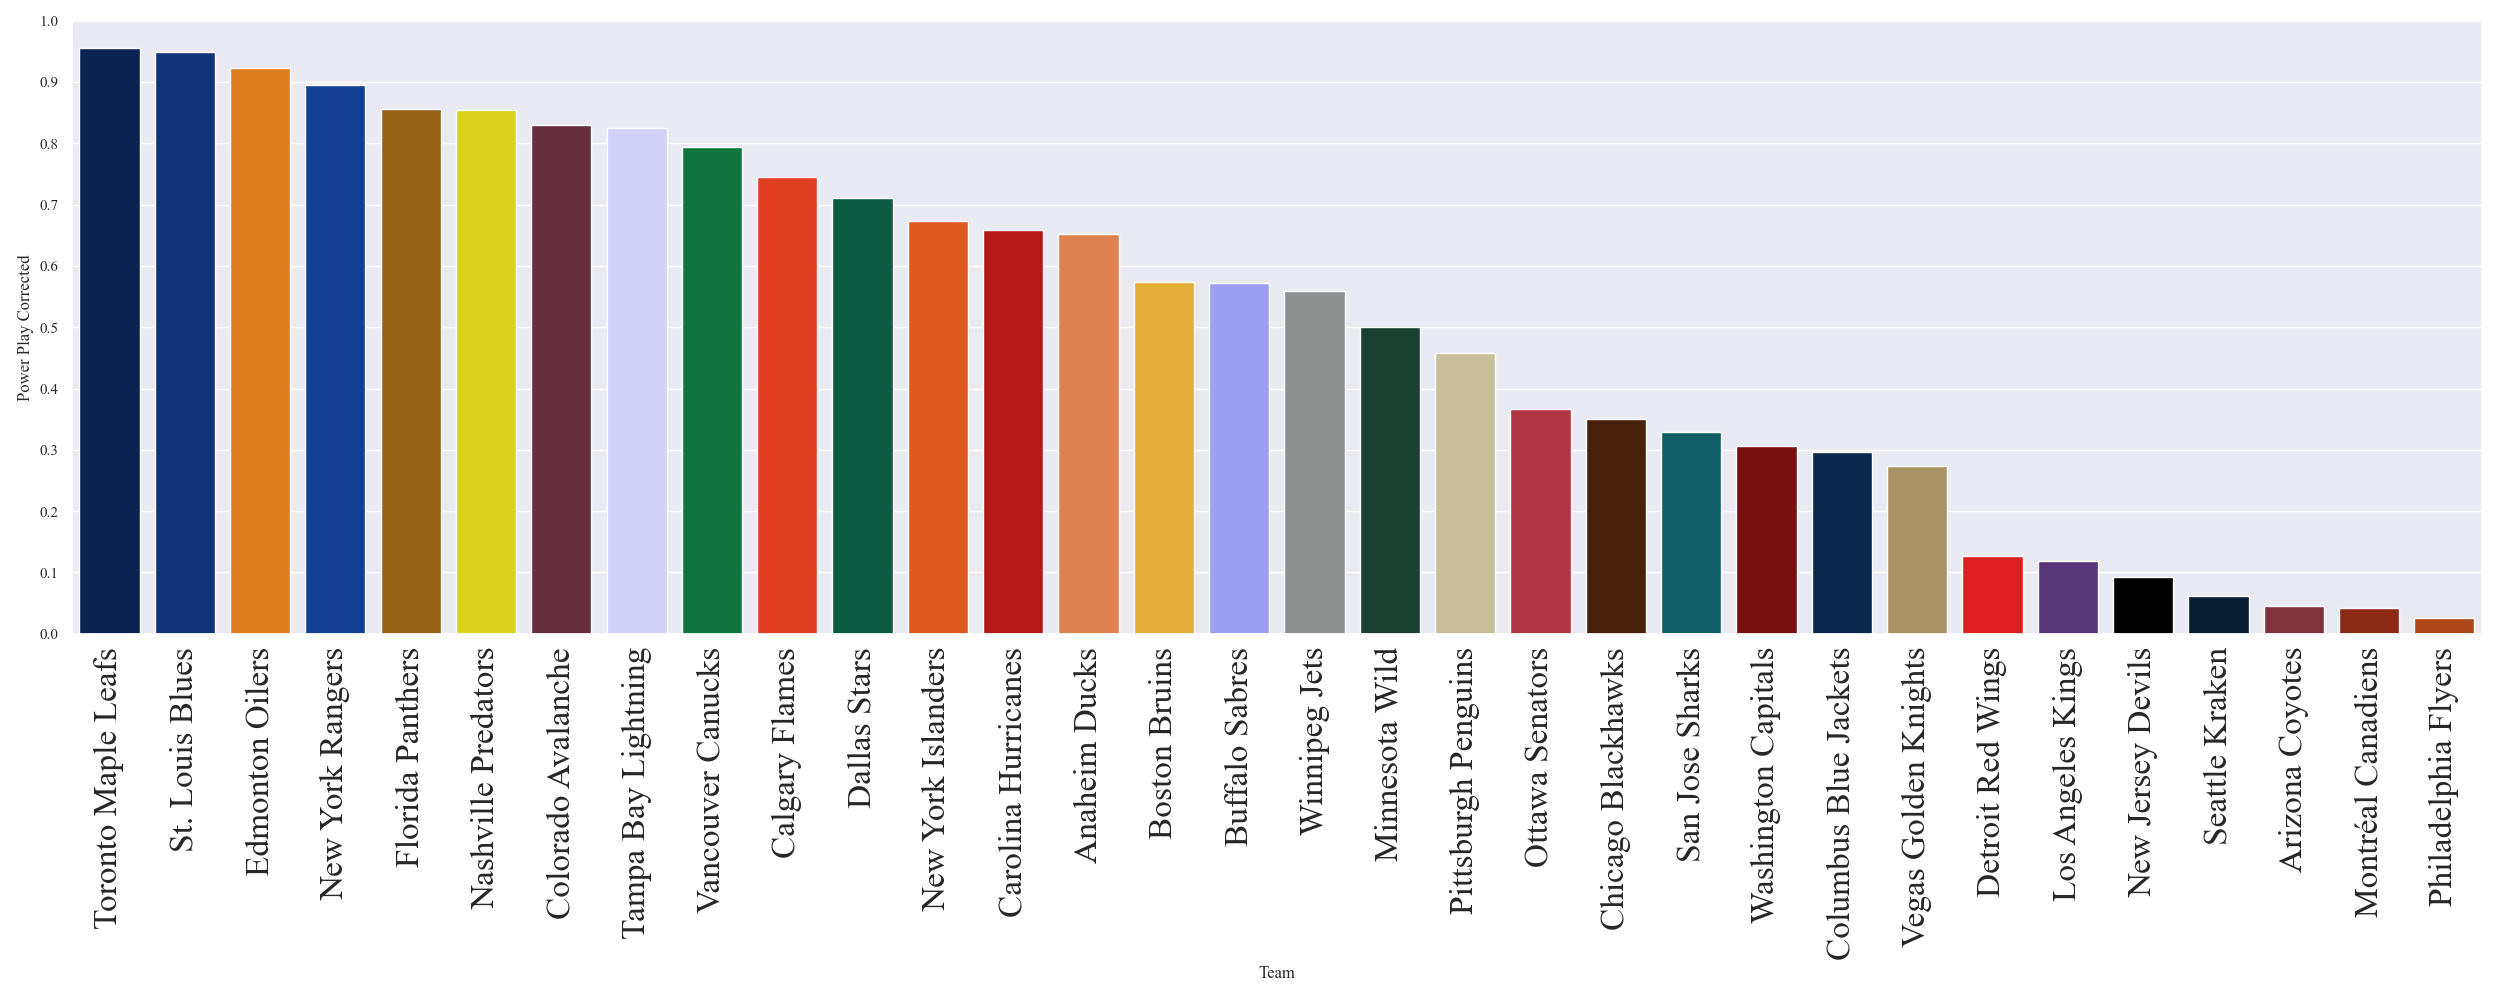 1.0
0.9
0.8
0.7
0.6
0.5
0.4
0.3
0.2
0.1
0.0
Power Play Corrected
Toronto Maple Leafs
St. Louis Blues
Edmonton Oilers
New York Rangers
Florida Panthers
Nashville Predators
Colorado Avalanche
Tampa Bay Lightning
Vancouver Canucks
Calgary Flames
Dallas Stars
New York Islanders
Carolina Hurricanes
Anaheim Ducks
Boston Bruins
Buffalo Sabres
Winnipeg Jets
Minnesota Wild
Pittsburgh Penguins
Ottawa Senators
Chicago Blackhawks
San Jose Sharks
Washington Capitals
Columbus Blue Jackets
Vegas Golden Knights
Detroit Red Wings
Los Angeles Kings
New Jersey Devils
Seattle Kraken
Arizona Coyotes
Montréal Canadiens
Philadelphia Flyers
Team